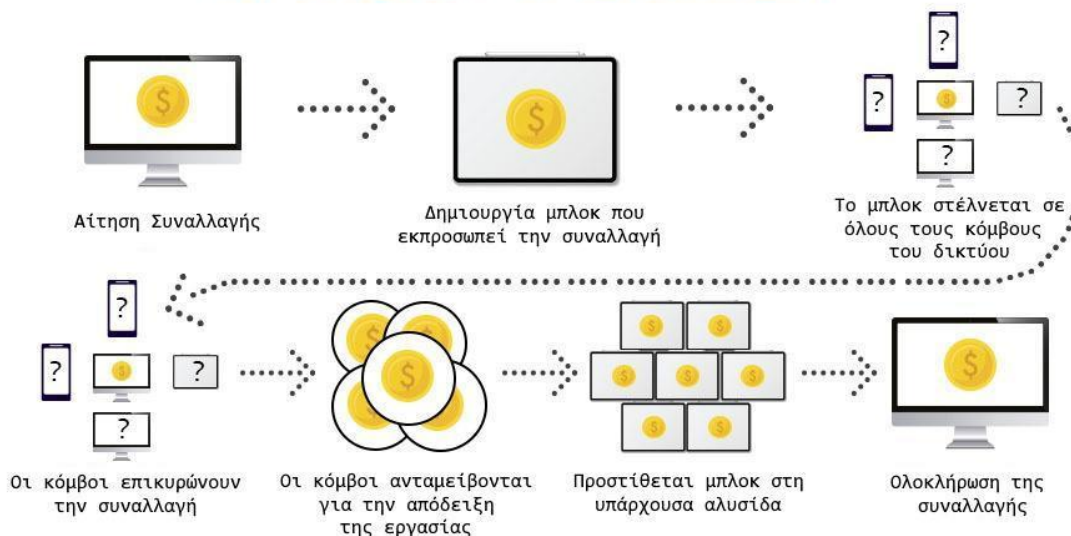 ?
?
?
?
Αίτηση Συναλλαγής
Δημιουργία μπλοκ που
εκπροσωπεί την συναλλαγή
Το μπλοκ στέλνεται σε
όλους τους κόμβους
του δικτύου
?
?
?
?
Οι κόμβοι επικυρώνουν
την συναλλαγή
Οι κόμβοι ανταμείβονται
για την απόδειξη
της εργασίας
Προστίθεται μπλοκ στη
υπάρχουσα αλυσίδα
Ολοκλήρωση της
συναλλαγής